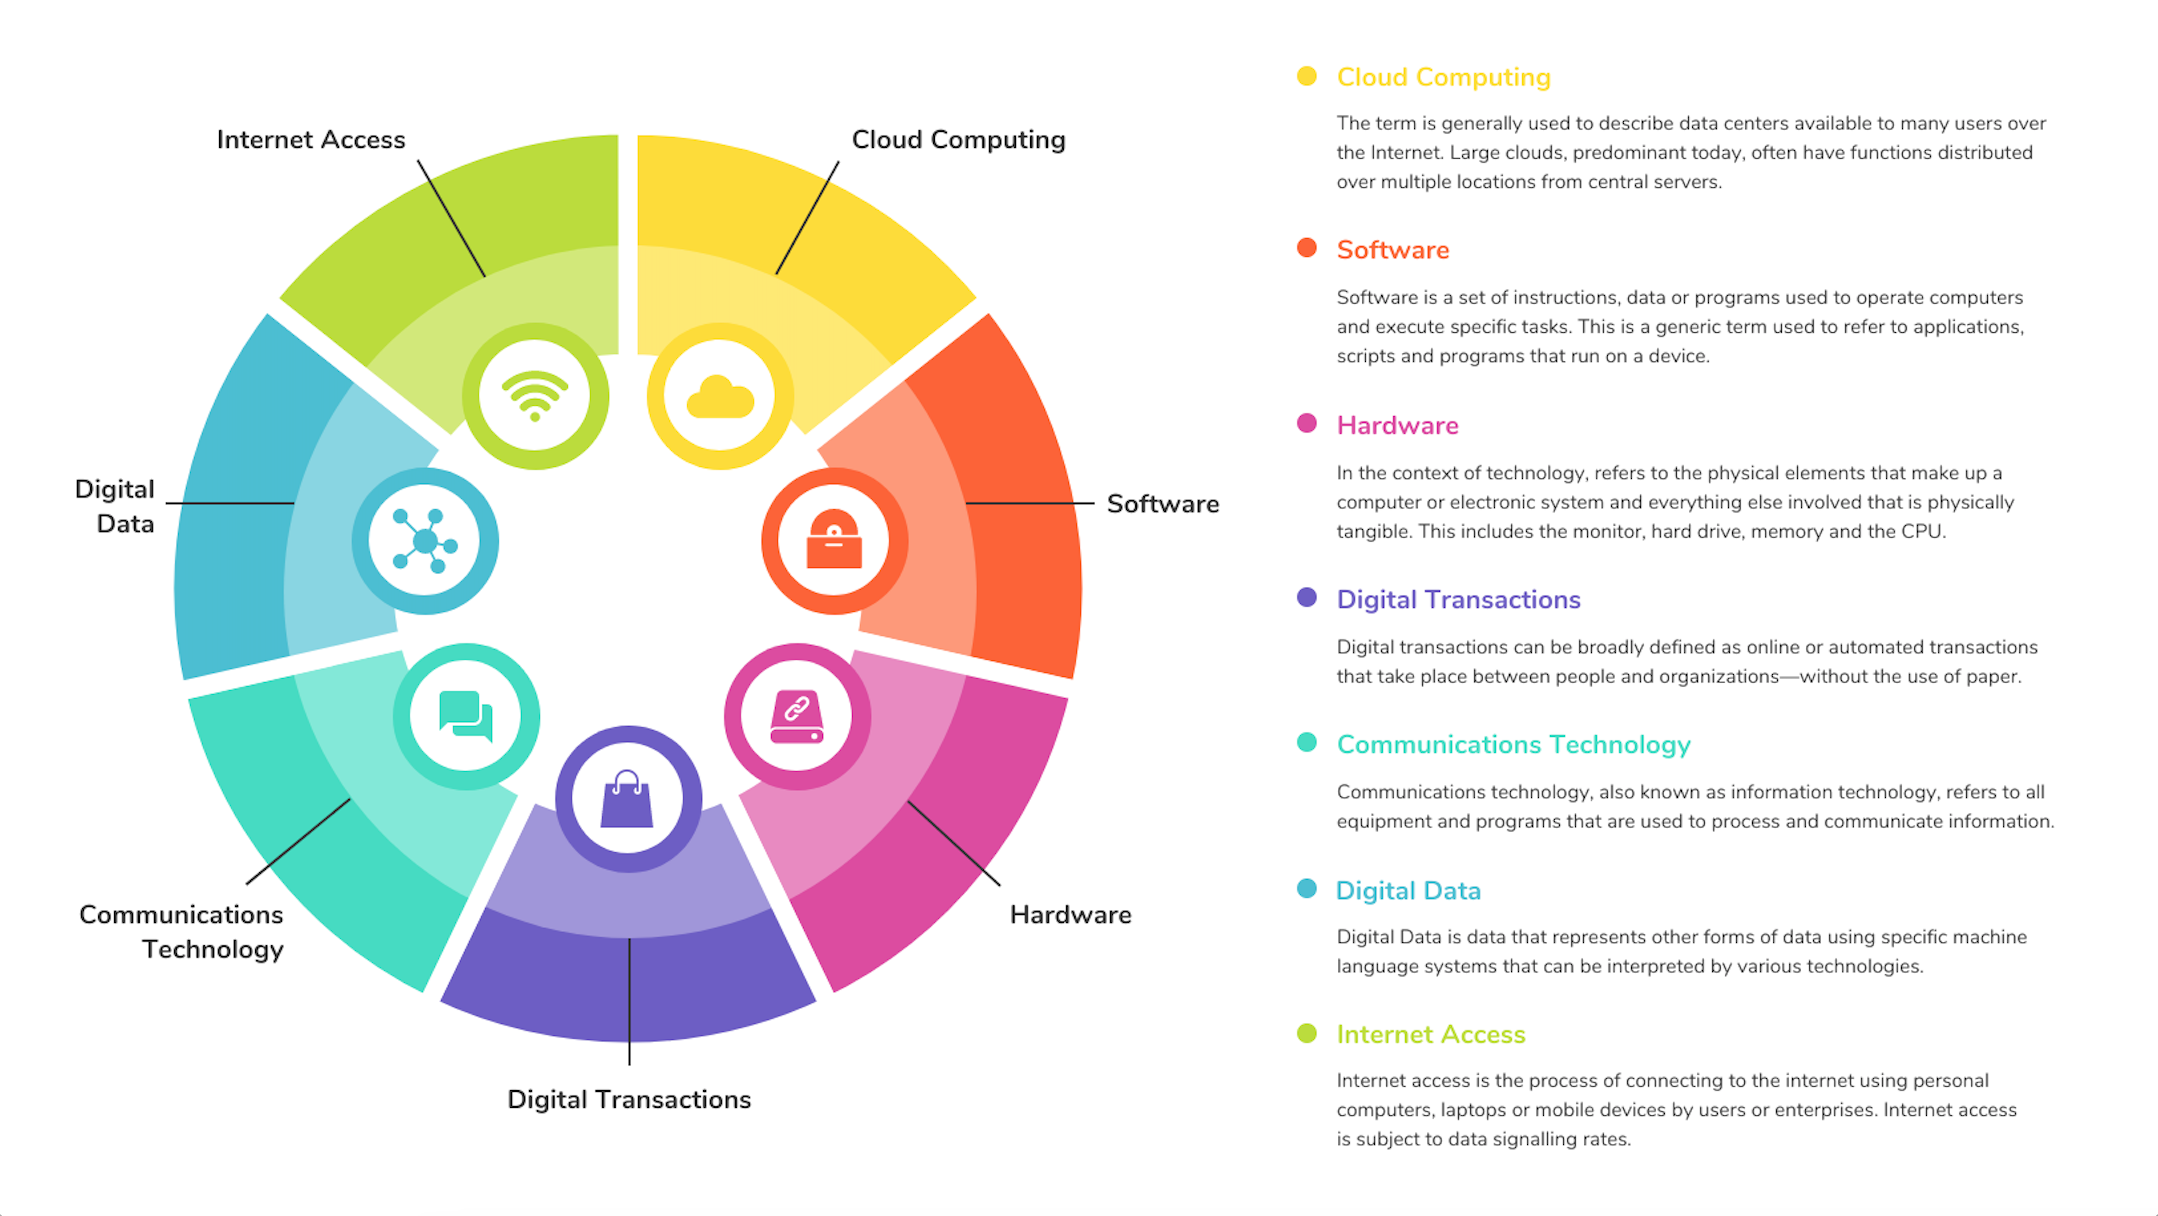 Internet Access
Cloud Computing
Digital
Data
Software
Communications
Technology
Hardware
Digital Transactions
Cloud Computing
The term is generally used to describe data centers available to many users over
the Internet. Large clouds, predominant today, often have functions distributed
over multiple locations from central servers.
Software
Software is a set of instructions, data or programs used to operate computers
and execute specific tasks. This is a generic term used to refer to applications,
scripts and programs that run on a device.
Hardware
In the context of technology, refers to the physical elements that make up a
computer or electronic system and everything else involved that is physically
tangible. This includes the monitor, hard drive, memory and the CPU.
Digital Transactions
Digital transactions can be broadly defined as online or automated transactions
that take place between people and organizations—without the use of paper.
Communications Technology
Communications technology, also known as information technology, refers to all
equipment and programs that are used to process and communicate information.
Digital Data
Digital Data is data that represents other forms of data using specific machine
language systems that can be interpreted by various technologies.
Internet Access
Internet access is the process of connecting to the internet using personal
computers, laptops or mobile devices by users or enterprises. Internet access
is subject to data signalling rates.